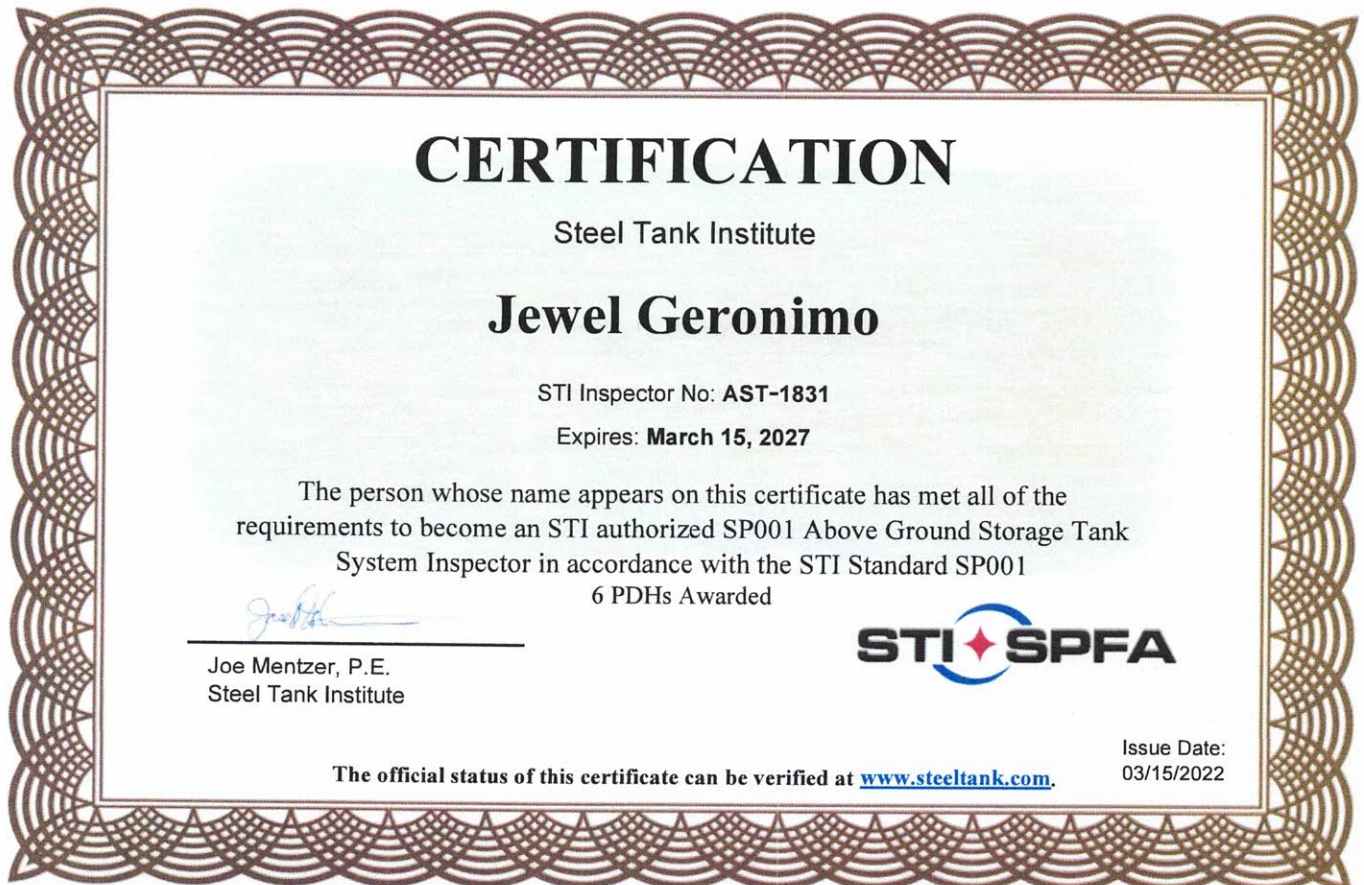 CERTIFICATION
Steel Tank Institute
Jewel Geronimo
STI Inspector No: AST-1831
Expires: March 15, 2027
The person whose name appears on this certificate has met all of the
requirements to become an STI authorized SP001 Above Ground Storage Tank
System Inspector in accordance with the STI Standard SP001
6 PDHs Awarded
Joe Mentzer, P.E.
Steel Tank Institute
STI SPFA
Issue Date:
03/15/2022
The official status of this certificate can be verified at www.steeltank.com.